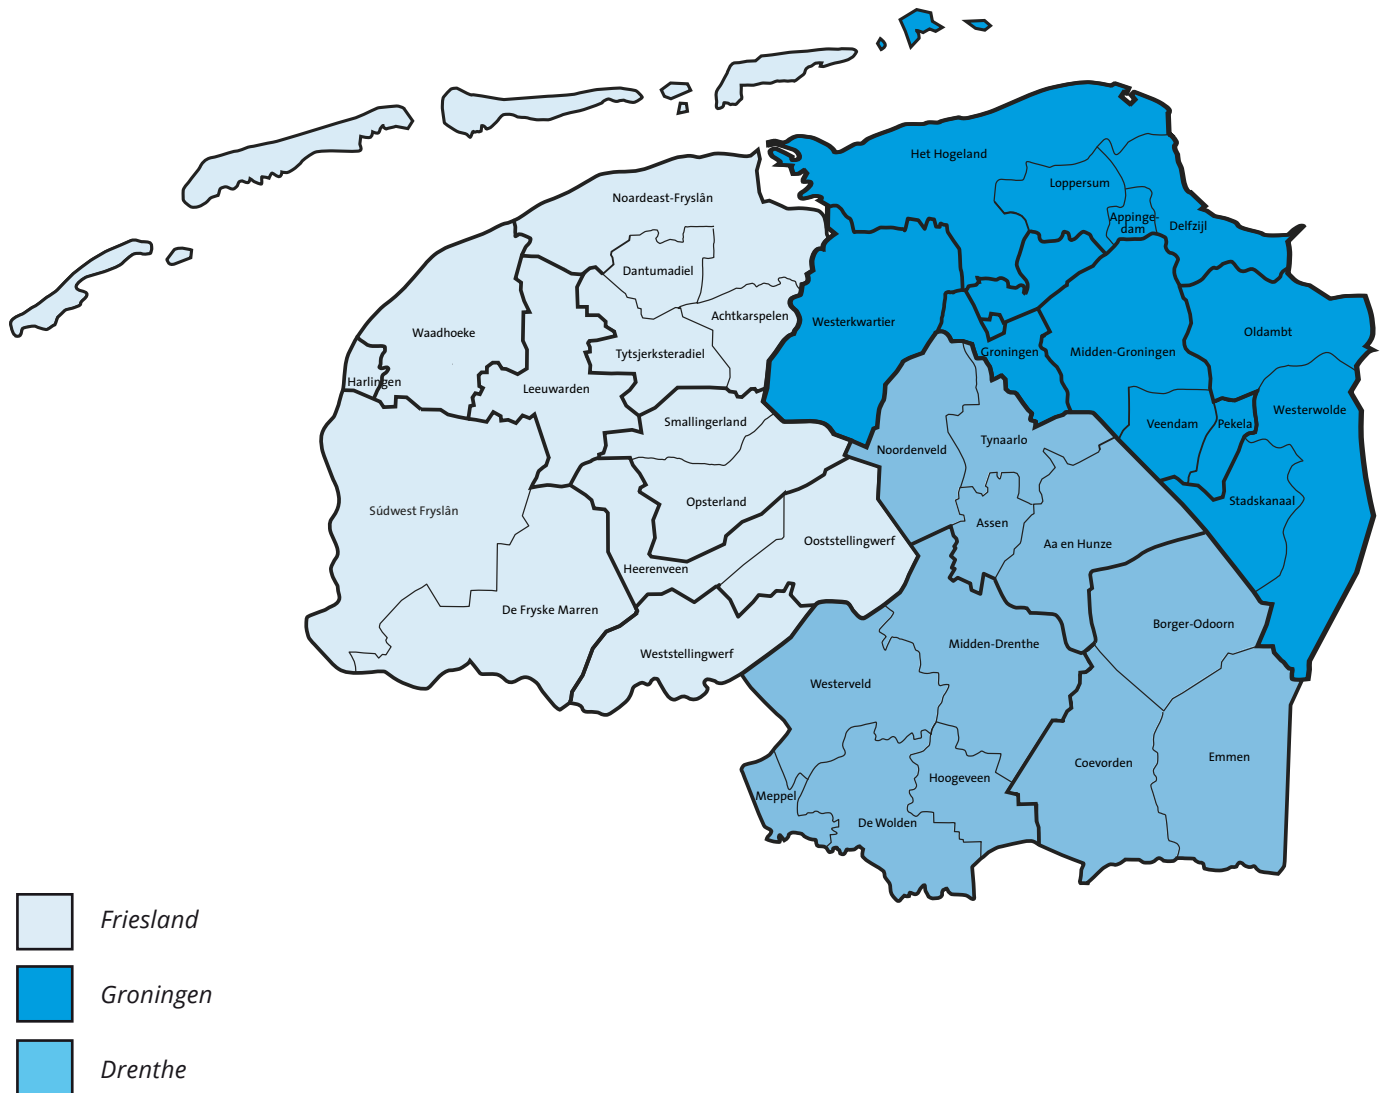 Het Hogeland
Loppersum
Appinge-
dam
Delfzijl
Noardeast-Fryslân
Dantumadiel
Achtkarspelen
Westerkwartier
Waadhoeke
Tytsjerksteradiel
Groningen
Midden-Groningen
Oldambt
Harlingen
Leeuwarden
Smallingerland
Westerwolde
Veendam
Pekela
Noordenveld
Tynaarlo
Stadskanaal
Súdwest Fryslân
Opsterland
Assen
Ooststellingwerf
Aa en Hunze
Heerenveen
De Fryske Marren
Borger-Odoorn
Weststellingwerf
Midden-Drenthe
Westerveld
Coevorden
Emmen
Hoogeveen
Meppel
De Wolden
Friesland
Groningen
Drenthe